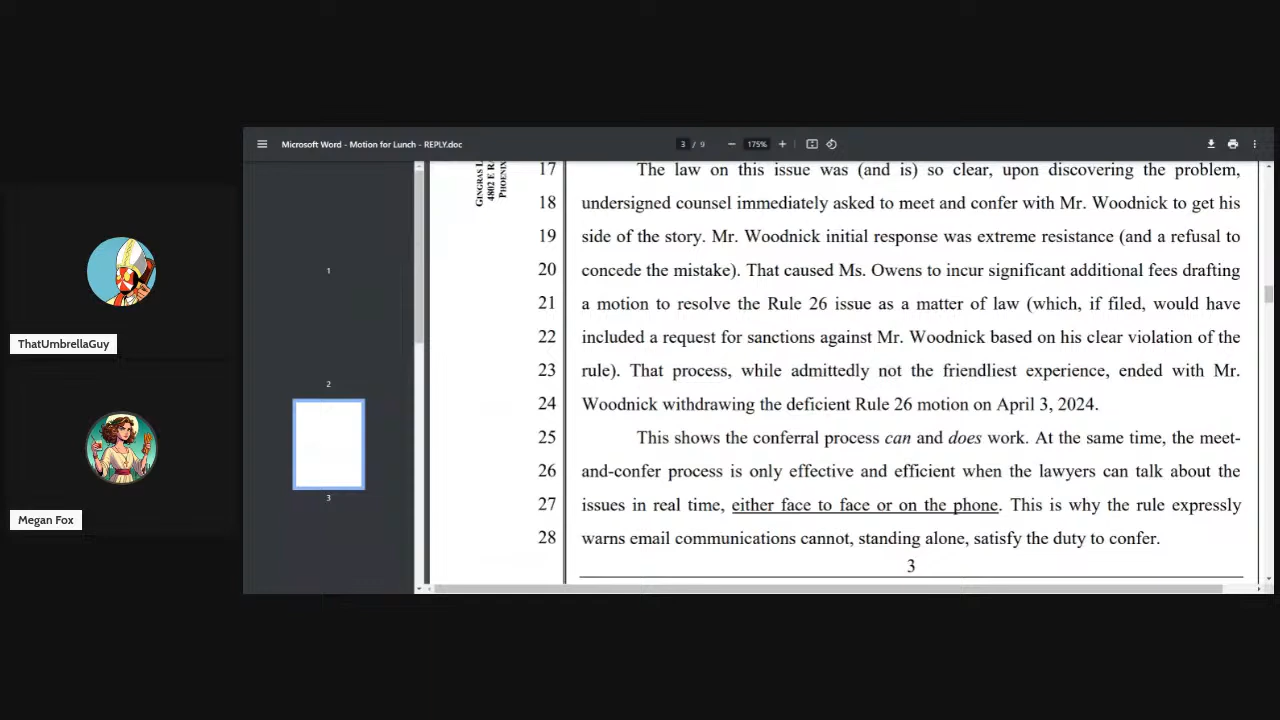 Microsoft Word - Motion for Lunch - REPLY.doc
3 / 9
175%
1
2
3
ThatUmbrellaGuy
Megan Fox
GINGRAS L
4802 E R
PHOENIX
17 The law on this issue was (and is) so clear, upon discovering the problem,
18 undersigned counsel immediately asked to meet and confer with Mr. Woodnick to get his
19 side of the story. Mr. Woodnick initial response was extreme resistance (and a refusal to
20 concede the mistake). That caused Ms. Owens to incur significant additional fees drafting
21 a motion to resolve the Rule 26 issue as a matter of law (which, if filed, would have
22 included a request for sanctions against Mr. Woodnick based on his clear violation of the
23 rule). That process, while admittedly not the friendliest experience, ended with Mr.
24 Woodnick withdrawing the deficient Rule 26 motion on April 3, 2024.
25 This shows the conferral process can and does work. At the same time, the meet-
26 and-confer process is only effective and efficient when the lawyers can talk about the
27 issues in real time, either face to face or on the phone. This is why the rule expressly
28 warns email communications cannot, standing alone, satisfy the duty to confer.
3